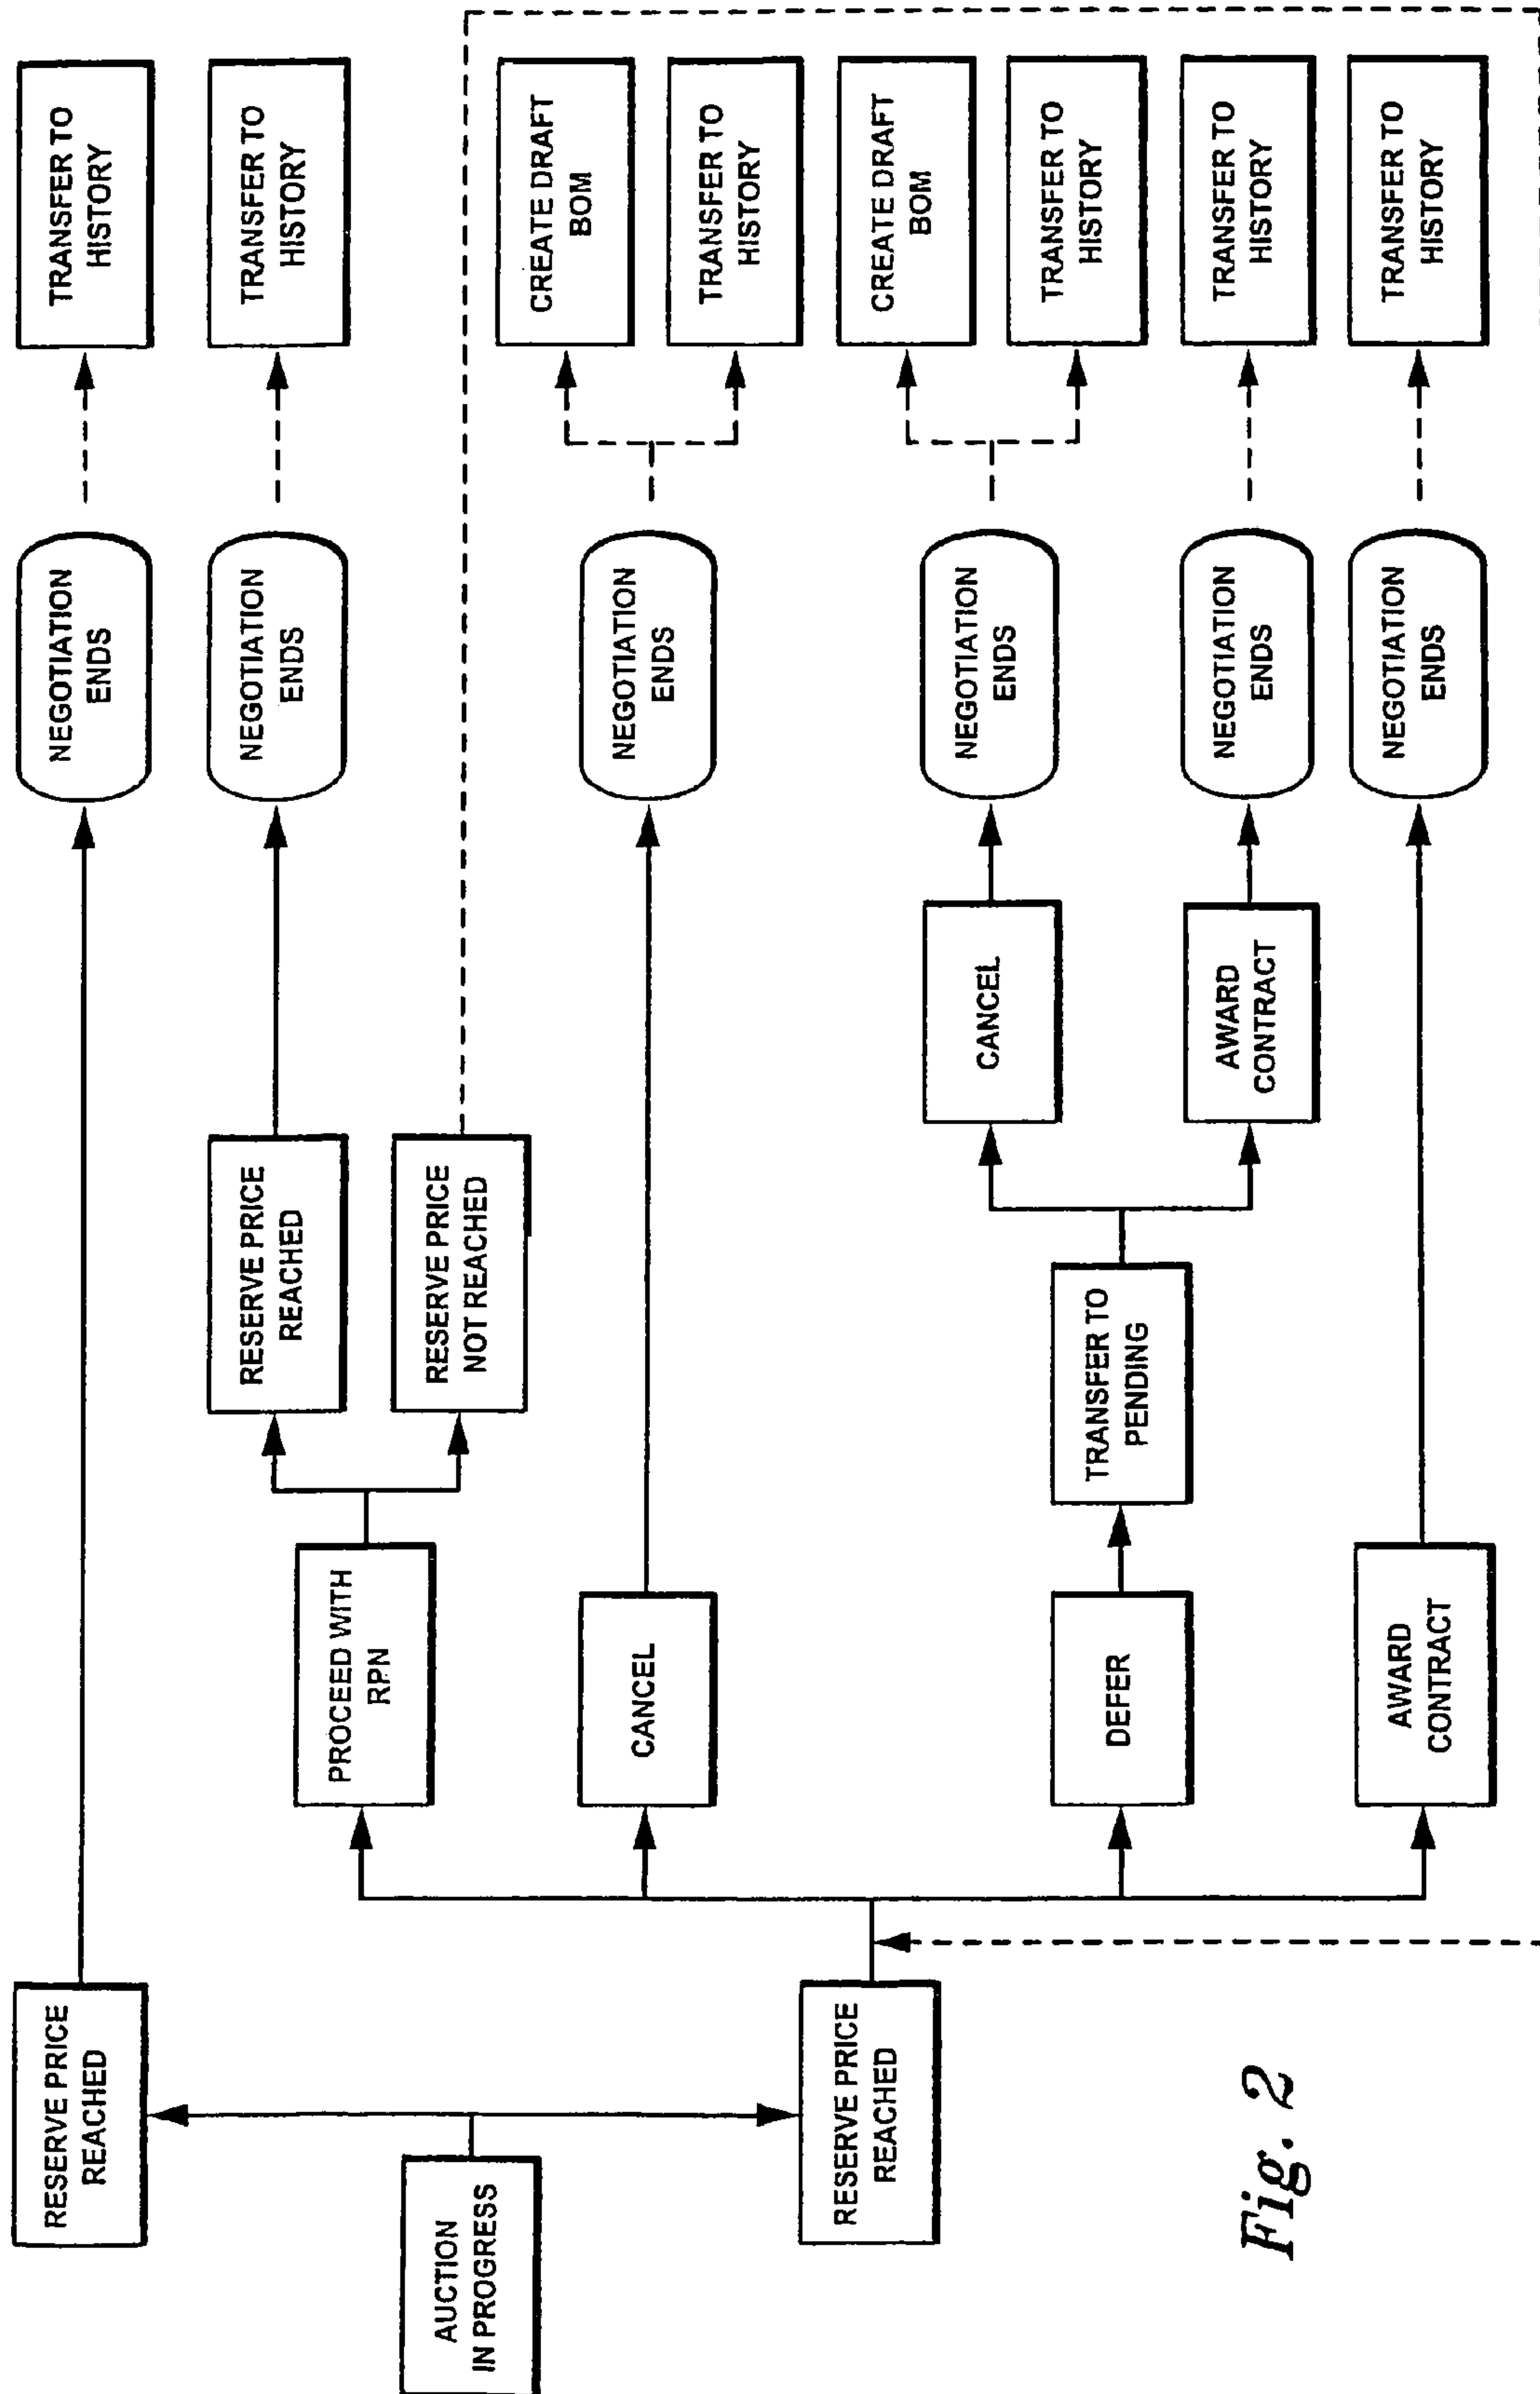 AUCTION
IN PROGRESS
RESERVE PRICE
REACHED
RESERVE PRICE
REACHED
PROCEED WITH
RPN
CANCEL
DEFER
AWARD
CONTRACT
RESERVE PRICE
REACHED
RESERVE PRICE
NOT REACHED
TRANSFER TO
PENDING
CANCEL
AWARD
CONTRACT
NEGOTIATION
ENDS
NEGOTIATION
ENDS
NEGOTIATION
ENDS
NEGOTIATION
ENDS
NEGOTIATION
ENDS
NEGOTIATION
ENDS
TRANSFER TO
HISTORY
TRANSFER TO
HISTORY
CREATE DRAFT
BOM
TRANSFER TO
HISTORY
CREATE DRAFT
BOM
TRANSFER TO
HISTORY
TRANSFER TO
HISTORY
TRANSFER TO
HISTORY
Fig. 2